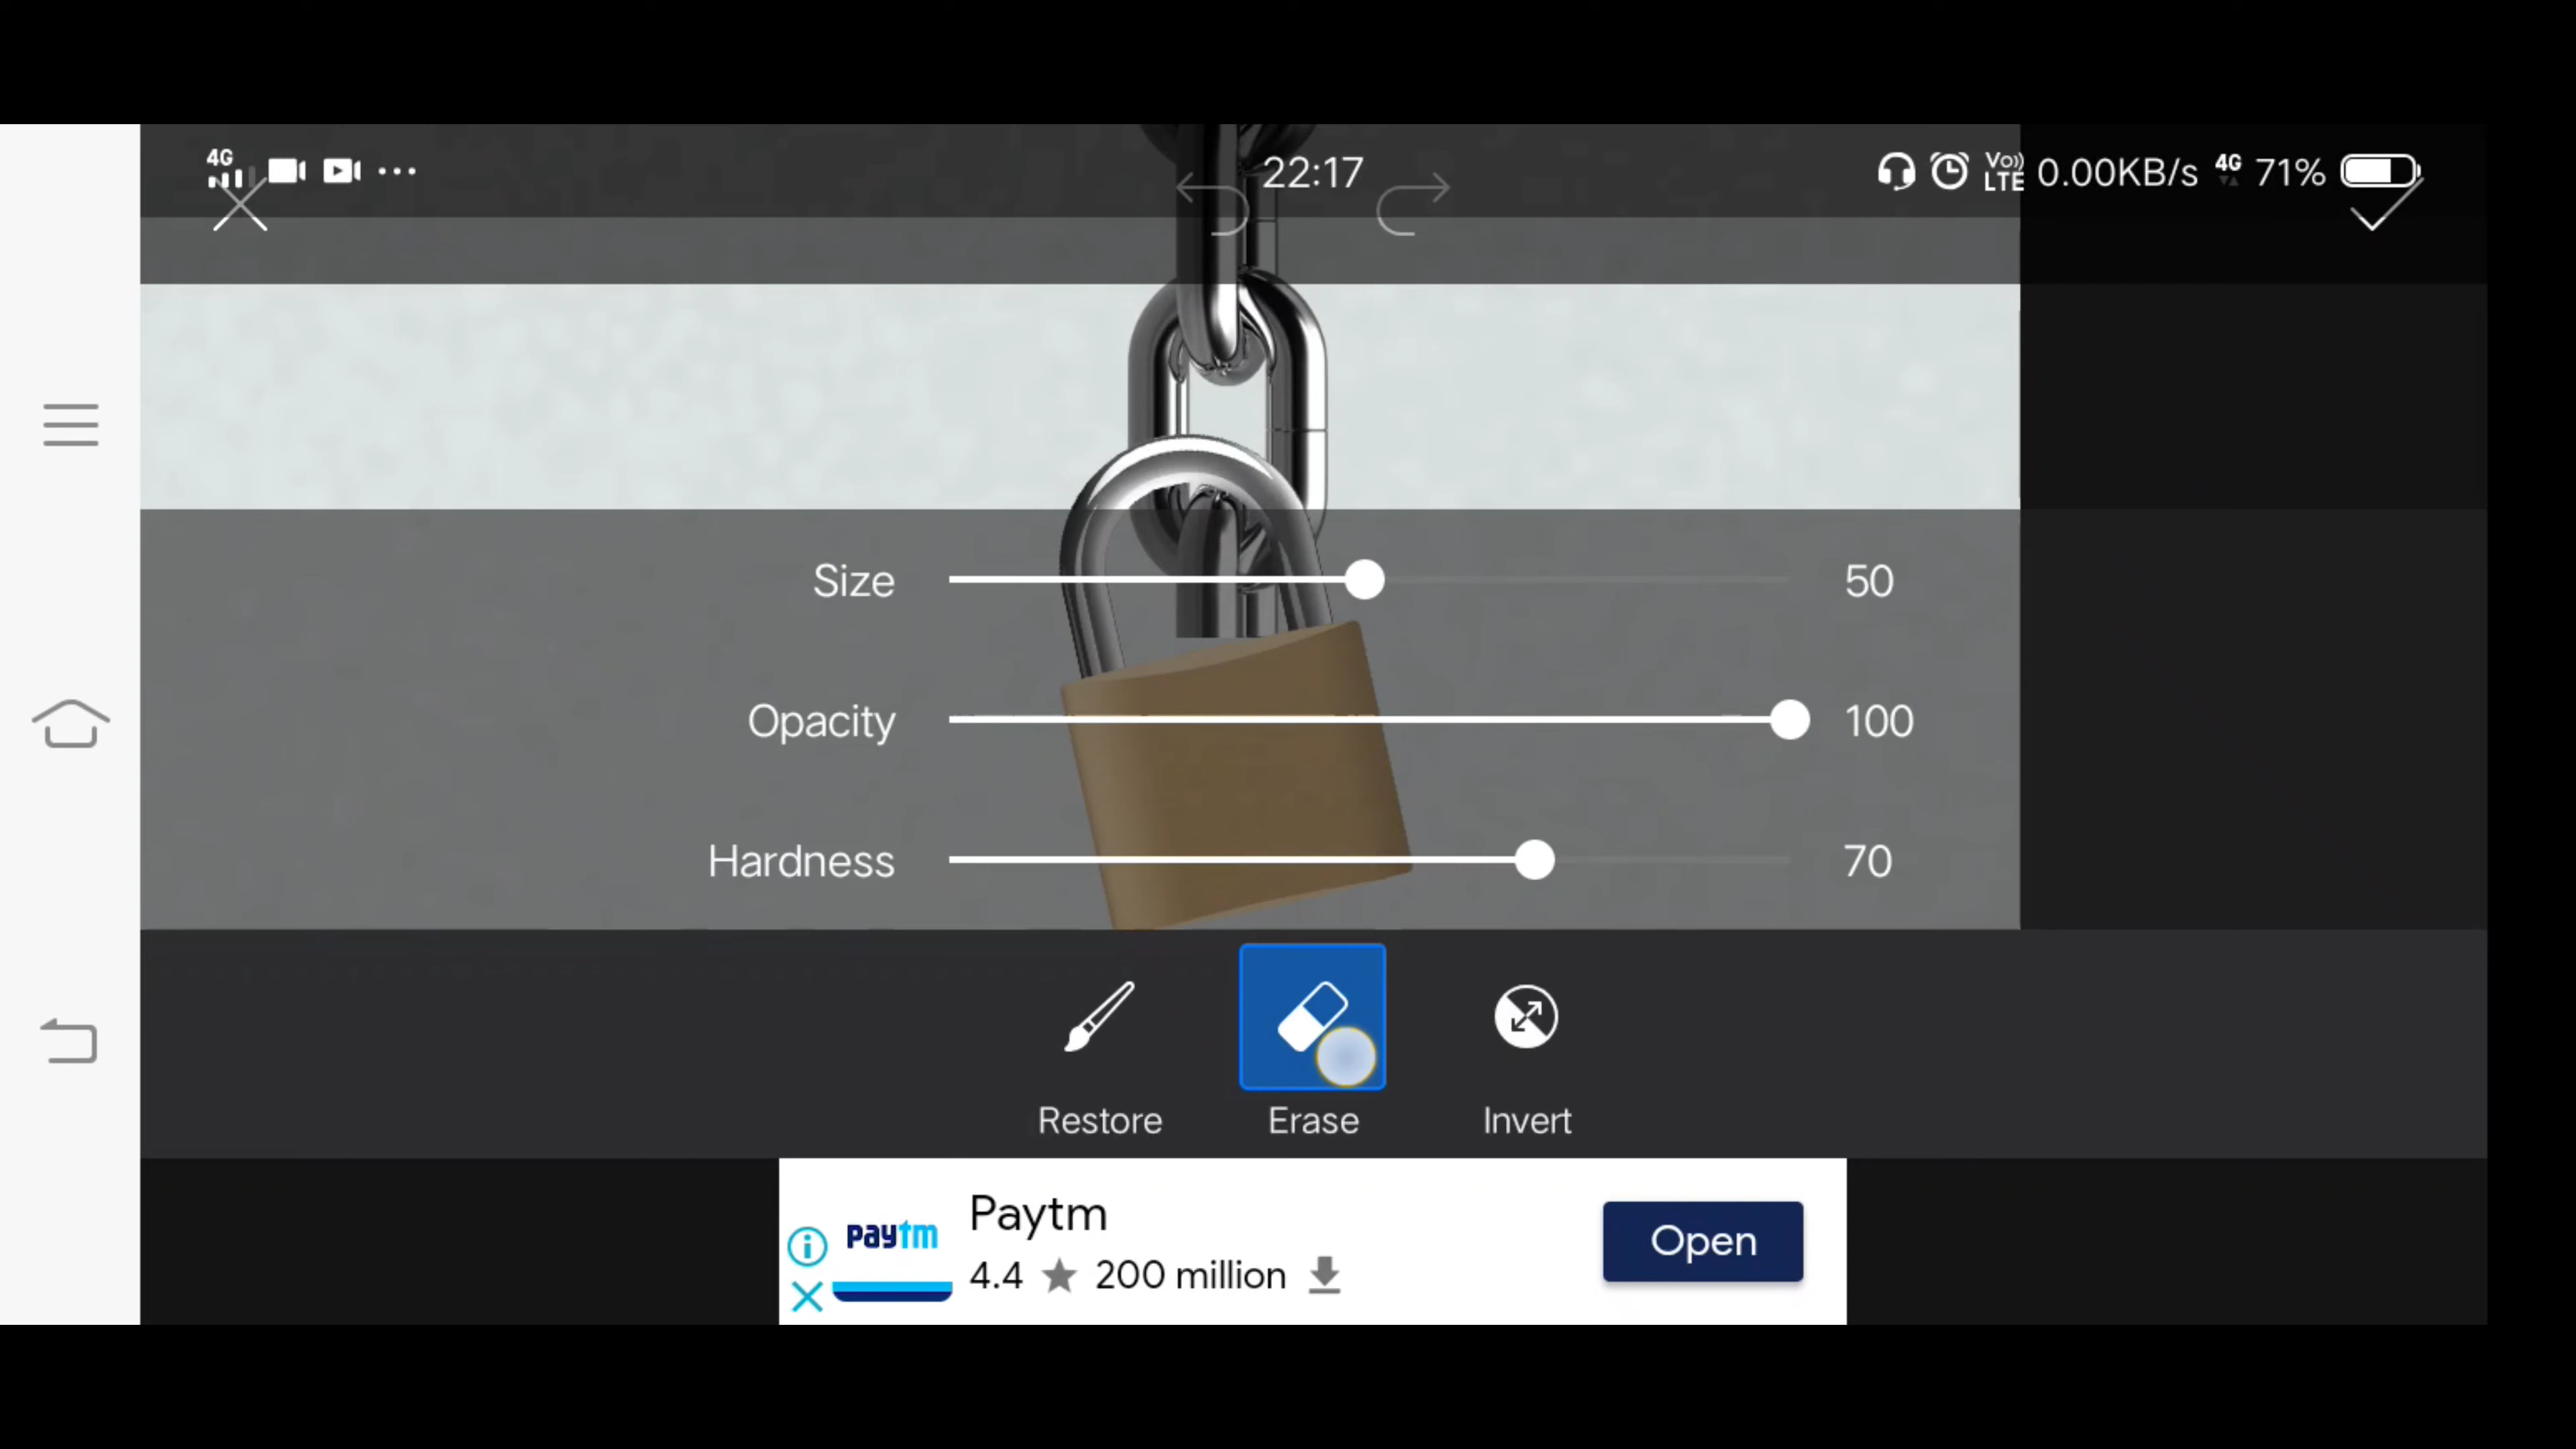 4G
22:17
Vo))
LTE
0.00KB/s
4G
71%
Size
50
Opacity
100
Hardness
70
Restore
Erase
Invert
paytm
Paytm
4.4 ★ 200 million
Open